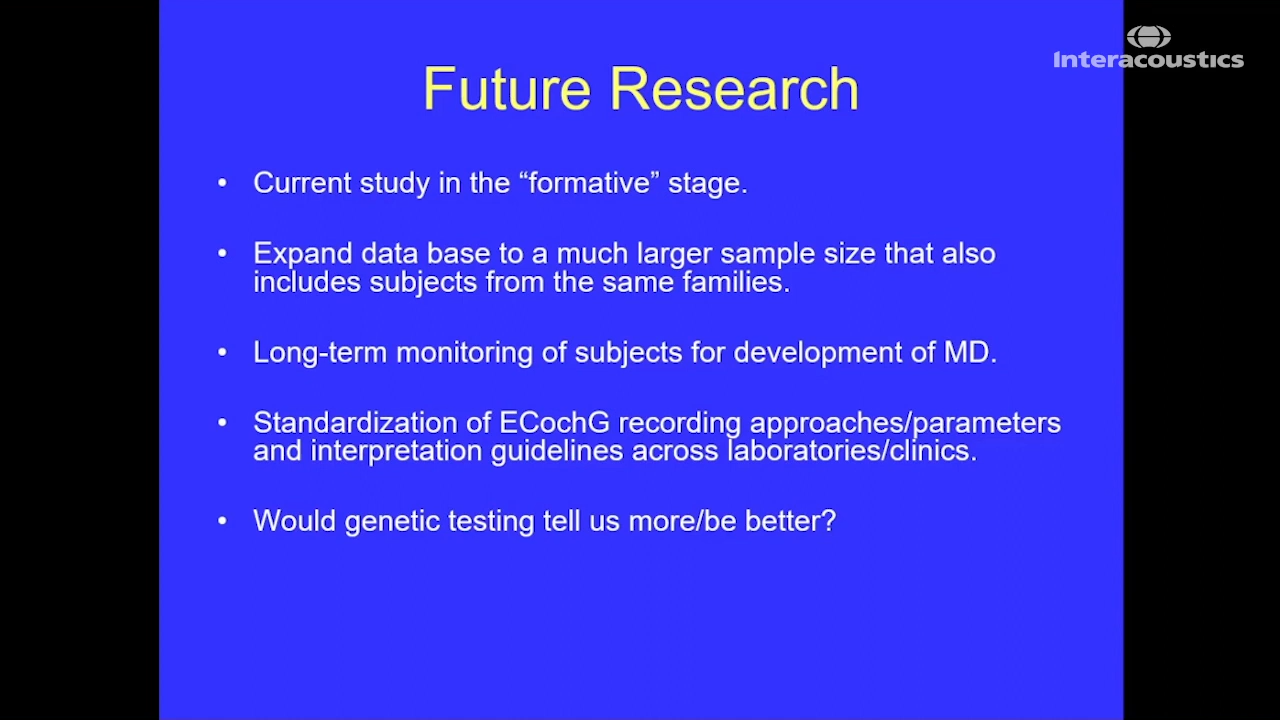 Interacoustics
Future Research
• Current study in the “formative” stage.
• Expand data base to a much larger sample size that also
includes subjects from the same families.
• Long-term monitoring of subjects for development of MD.
• Standardization of ECochG recording approaches/parameters
and interpretation guidelines across laboratories/clinics.
• Would genetic testing tell us more/be better?